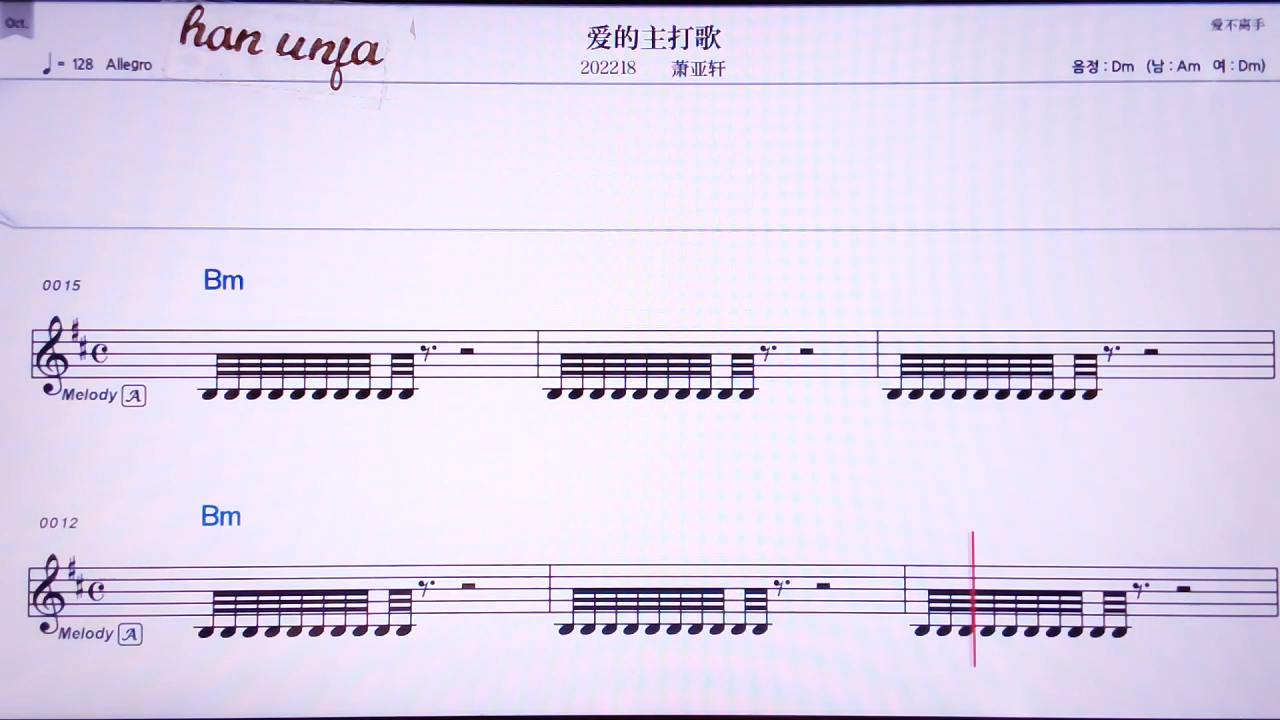 Oct.
han unfa
爱的主打歌
爱不离手
♩= 128 Allegro
202218 萧亚轩
음정 : Dm (남 : Am 여 : Dm)
0015
Bm
Melody A
0012
Bm
Melody A